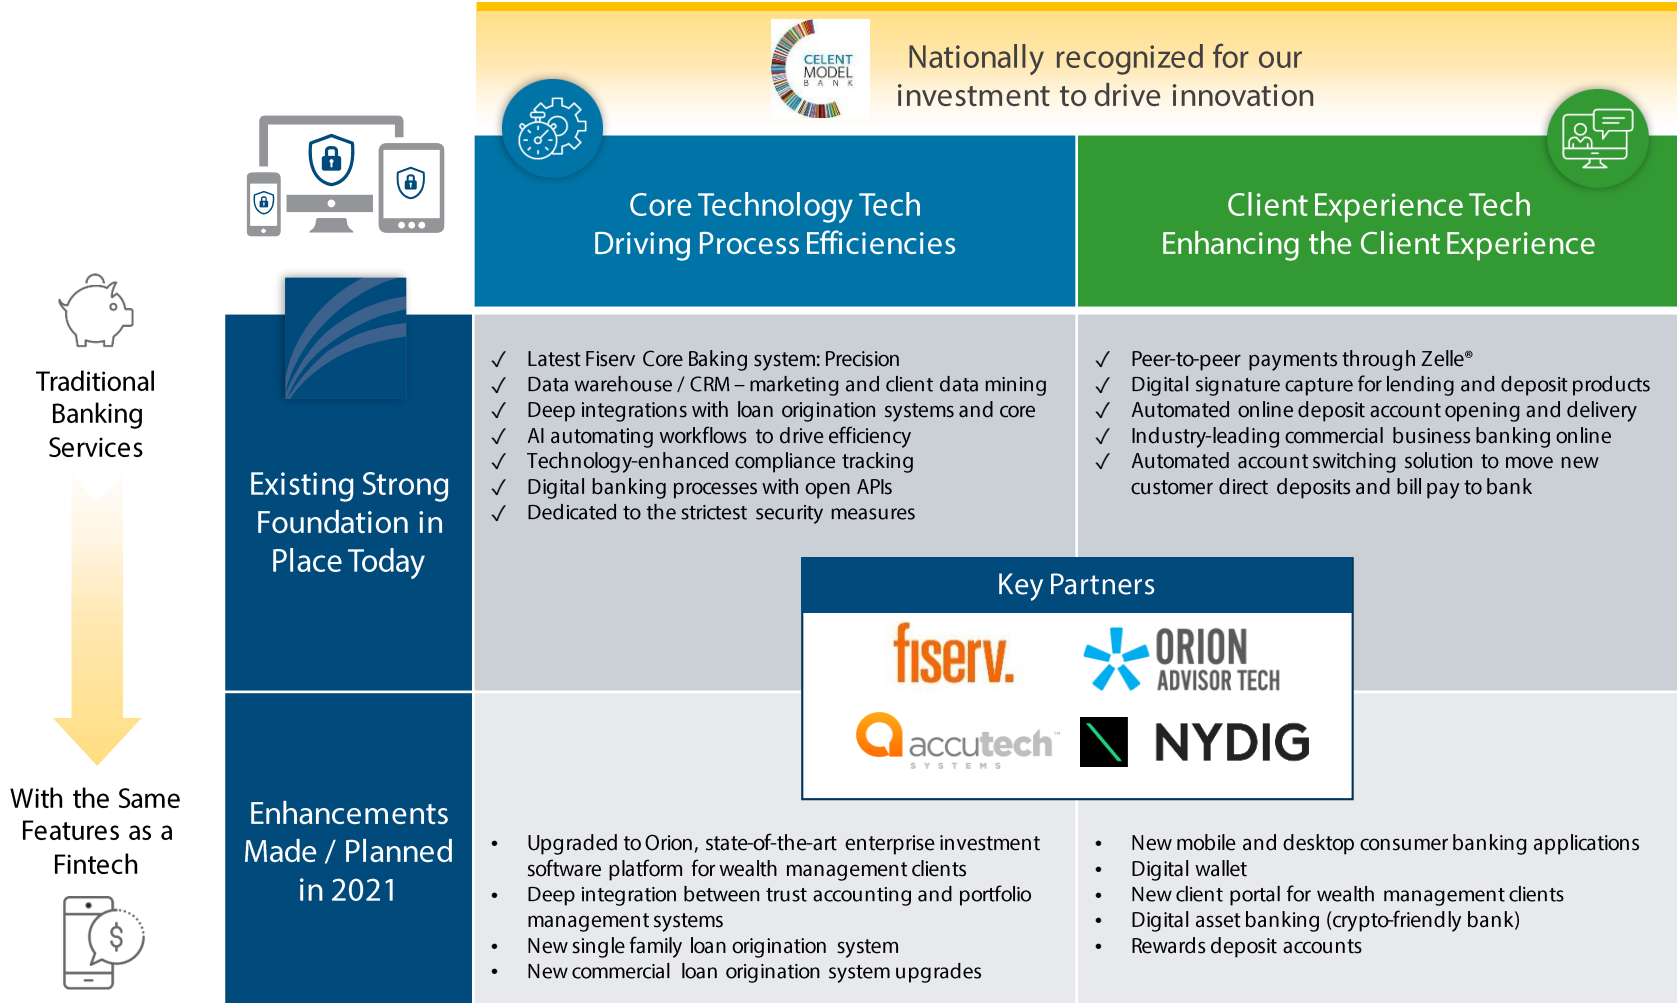 CELENT
MODEL
BANK
Nationally recognized for our
investment to drive innovation
Core Technology Tech
Driving Process Efficiencies
Client Experience Tech
Enhancing the Client Experience
Traditional
Banking
Services
With the Same
Features as a
Fintech
$
Existing Strong
Foundation in
Place Today
✓ Latest Fiserv Core Baking system: Precision
✓ Data warehouse / CRM – marketing and client data mining
✓ Deep integrations with loan origination systems and core
✓ AI automating workflows to drive efficiency
✓ Technology-enhanced compliance tracking
✓ Digital banking processes with open APIs
✓ Dedicated to the strictest security measures
✓ Peer-to-peer payments through Zelle®
✓ Digital signature capture for lending and deposit products
✓ Automated online deposit account opening and delivery
✓ Industry-leading commercial business banking online
✓ Automated account switching solution to move new
customer direct deposits and bill pay to bank
Key Partners
fiserv.
ORION
ADVISOR TECH
accutech™
SYSTEMS
NYDIG
Enhancements
Made / Planned
in 2021
• Upgraded to Orion, state-of-the-art enterprise investment
software platform for wealth management clients
• Deep integration between trust accounting and portfolio
management systems
• New single family loan origination system
• New commercial loan origination system upgrades
• New mobile and desktop consumer banking applications
• Digital wallet
• New client portal for wealth management clients
• Digital asset banking (crypto-friendly bank)
• Rewards deposit accounts